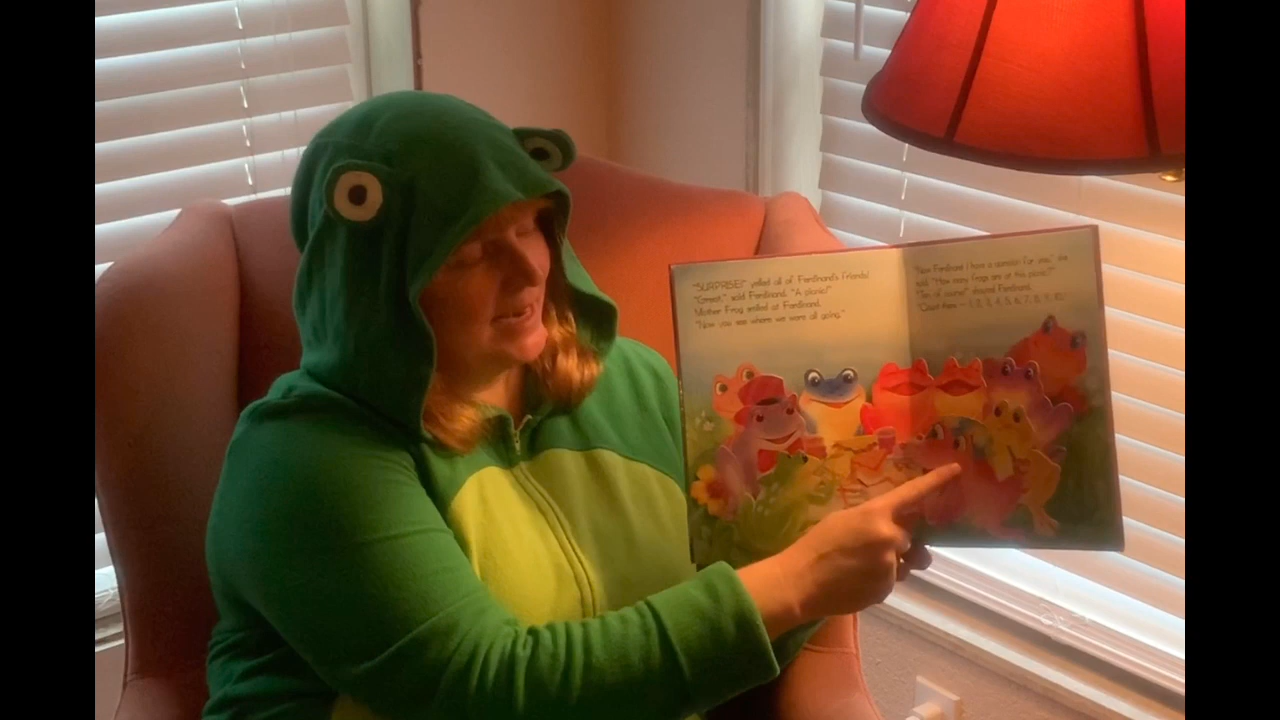 "SURPRISE!" yelled all of Ferdinand's friends!
"Correct," said Ferdinand. "A picnic!"
Mother Frog smiled at Ferdinand.
"Now you see where we were all going."
"Now Ferdinand I have a question for you," she
said. "How many frogs are at this picnic?"
"Ten, of course!" shouted Ferdinand.
"Count them — 1, 2, 3, 4, 5, 6, 7, 8, 9, 10."